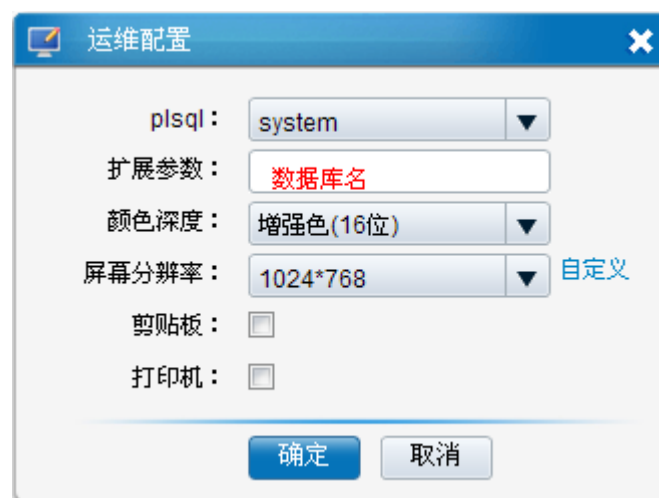 运维配置
plsql： system
扩展参数： 数据库名
颜色深度： 增强色(16位)
屏幕分辨率： 1024*768 自定义
剪贴板：
打印机：
确定 取消